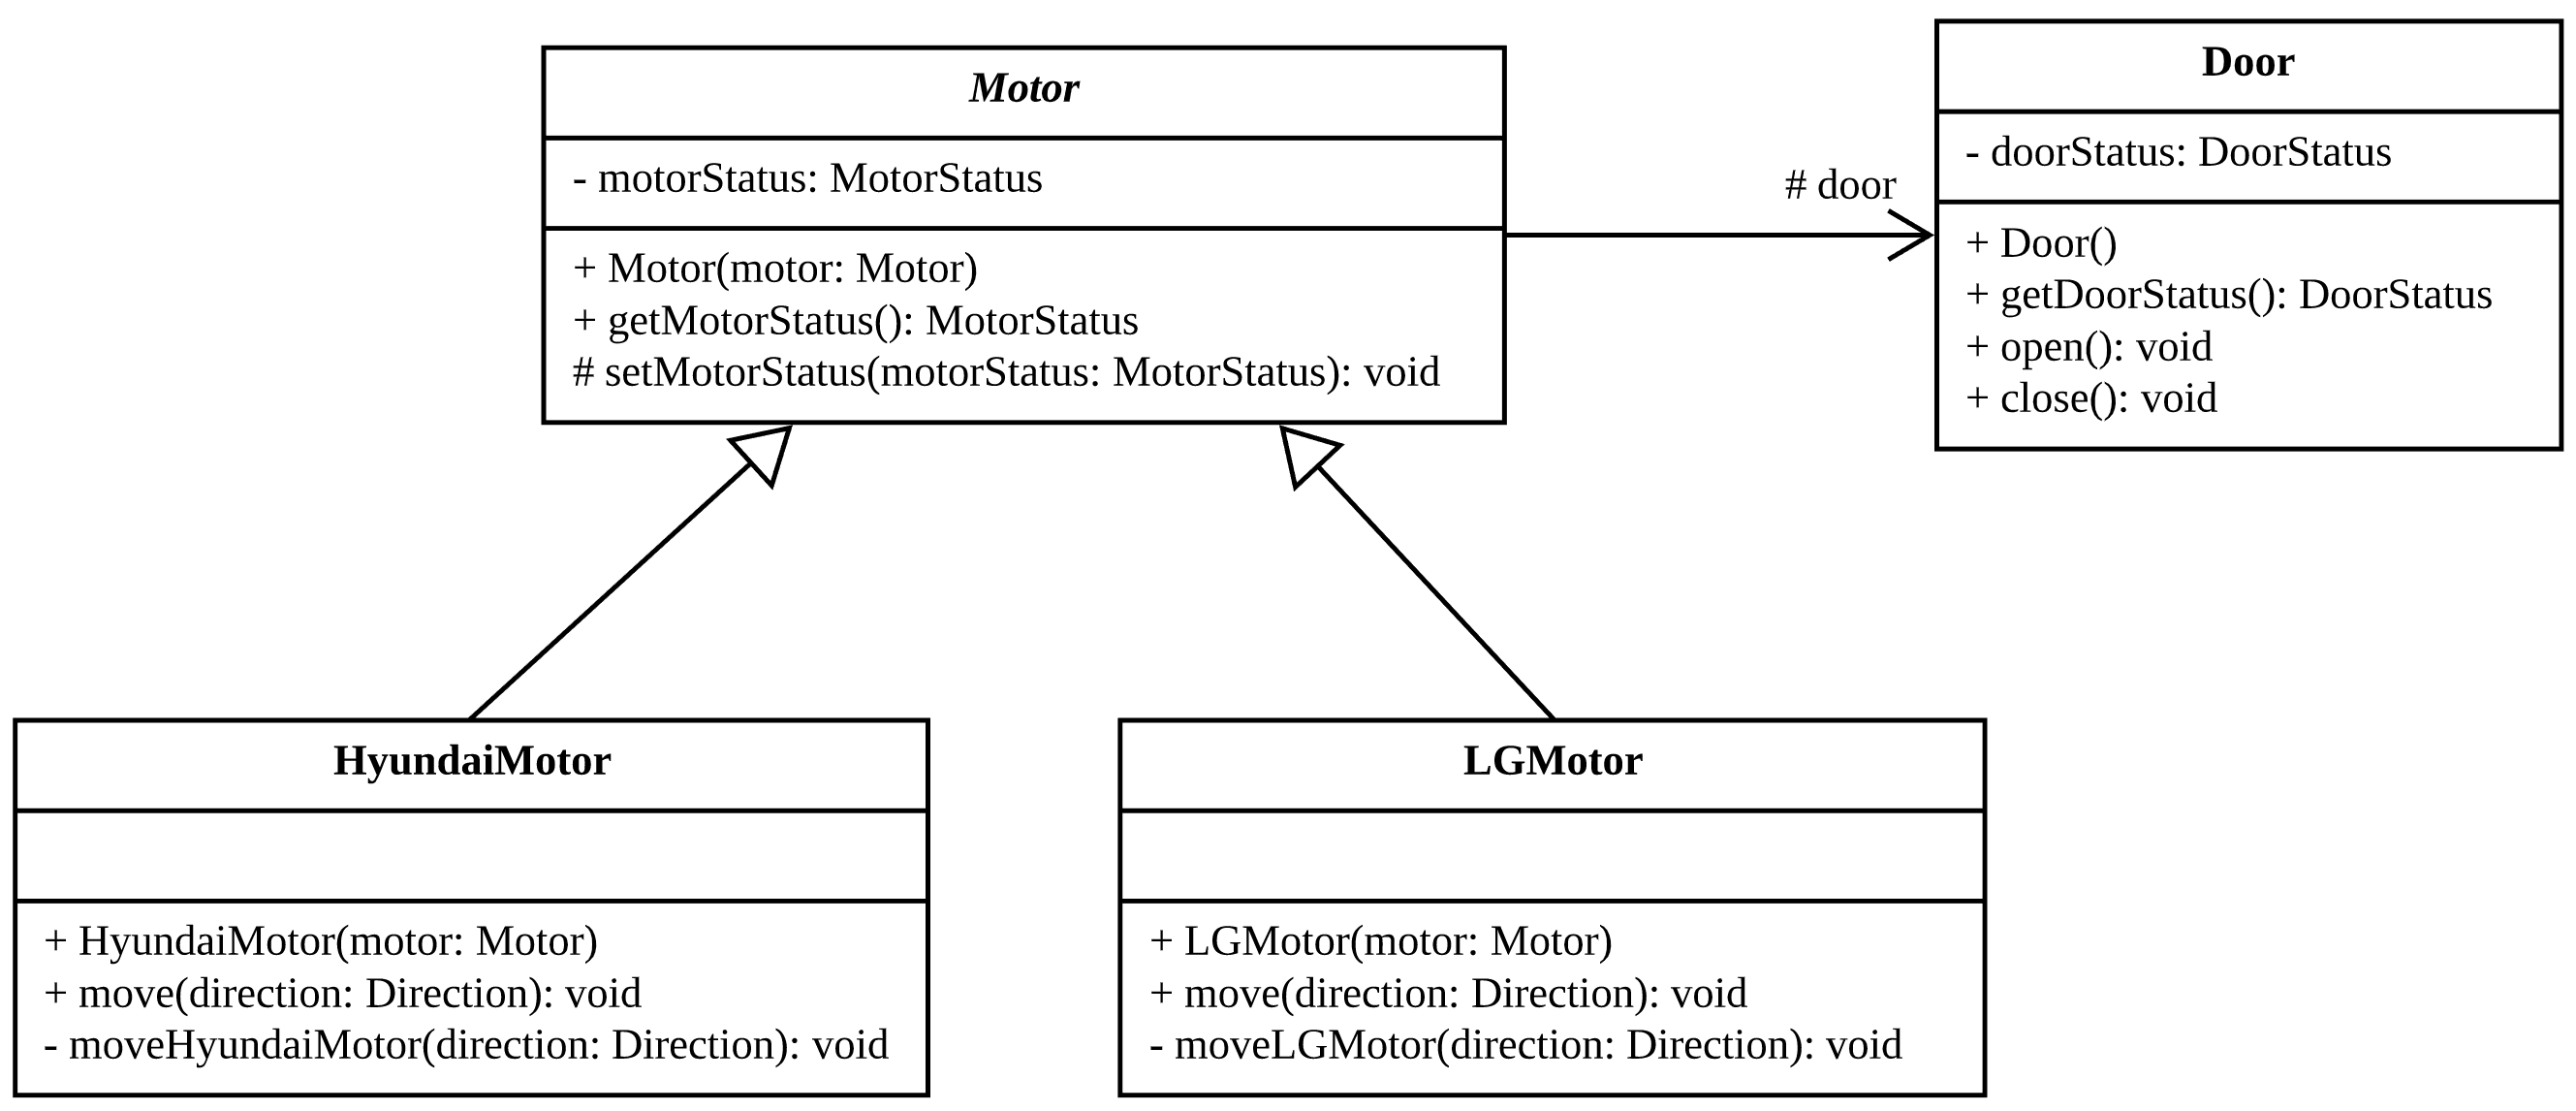 Motor
- motorStatus: MotorStatus
+ Motor(motor: Motor)
+ getMotorStatus(): MotorStatus
# setMotorStatus(motorStatus: MotorStatus): void
# door
Door
- doorStatus: DoorStatus
+ Door()
+ getDoorStatus(): DoorStatus
+ open(): void
+ close(): void
HyundaiMotor
+ HyundaiMotor(motor: Motor)
+ move(direction: Direction): void
- moveHyundaiMotor(direction: Direction): void
LGMotor
+ LGMotor(motor: Motor)
+ move(direction: Direction): void
- moveLGMotor(direction: Direction): void